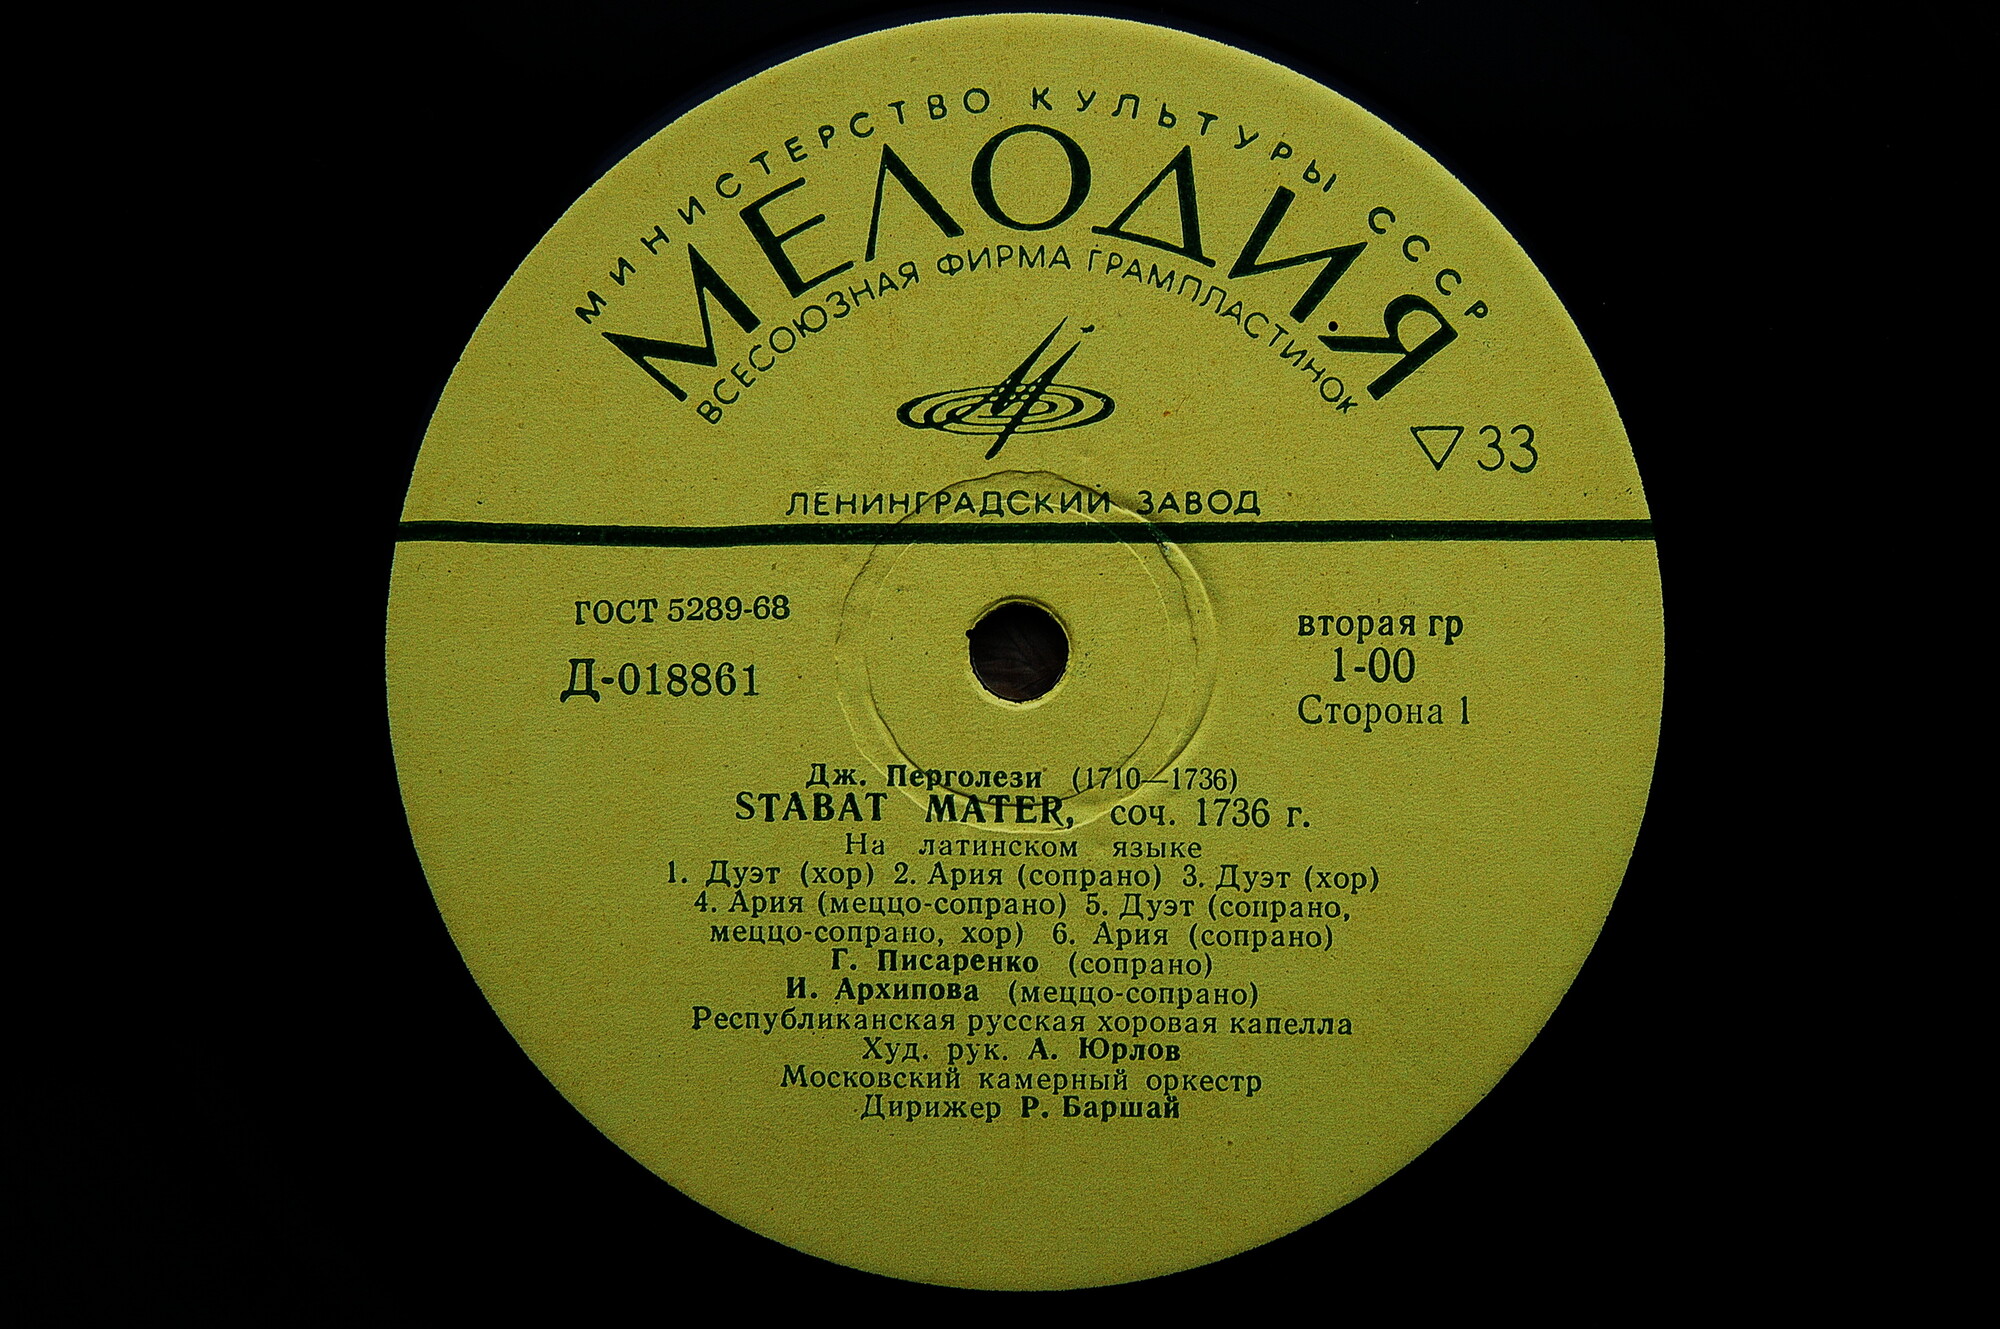 МИНИСТЕРСТВО КУЛЬТУРЫ СССР
МЕЛОДИЯ
ВСЕСОЮЗНАЯ ФИРМА ГРАМПЛАСТИНОК
33
ЛЕНИНГРАДСКИЙ ЗАВОД
ГОСТ 5289-68
Д-018861
вторая гр
1-00
Сторона 1
Дж. Перголези (1710—1736)
STABAT MATER, соч. 1736 г.
На латинском языке
1. Дуэт (хор) 2. Ария (сопрано) 3. Дуэт (хор)
4. Ария (меццо-сопрано) 5. Дуэт (сопрано,
меццо-сопрано, хор) 6. Ария (сопрано)
Г. Писаренко (сопрано)
И. Архипова (меццо-сопрано)
Республиканская русская хоровая капелла
Худ. рук. А. Юрлов
Московский камерный оркестр
Дирижер Р. Баршай